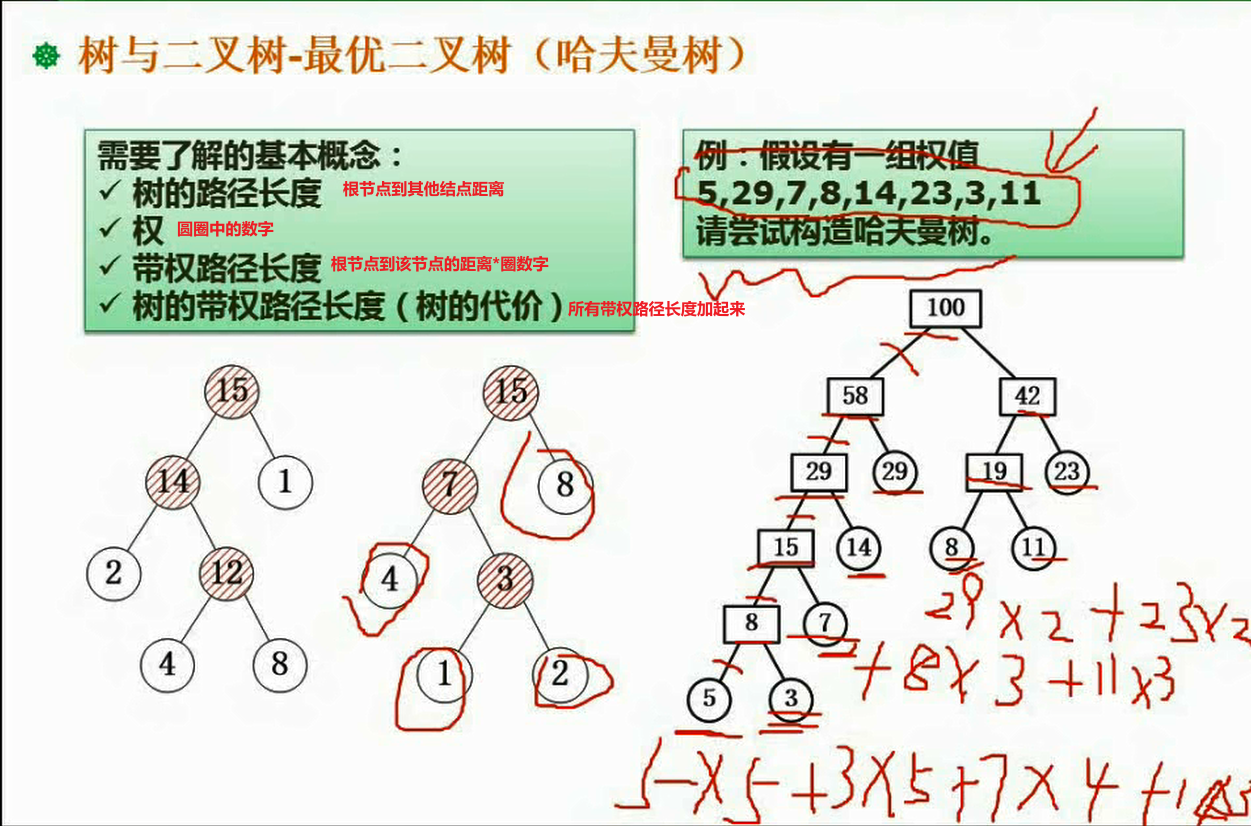 树与二叉树-最优二叉树（哈夫曼树）
需要了解的基本概念：
✓ 树的路径长度 根节点到其他结点距离
✓ 权 圆圈中的数字
✓ 带权路径长度 根节点到该节点的距离*圈数字
✓ 树的带权路径长度（树的代价） 所有带权路径长度加起来
例：假设有一组权值
5,29,7,8,14,23,3,11
请尝试构造哈夫曼树。
15
14 1
2 12
4 8
15
7 8
4 3
1 2
100
58 42
29 29 19 23
15 14 8 11
8 7
5 3
29×2+23×2
+8×3+11×3
5×5+3×5+7×4+1